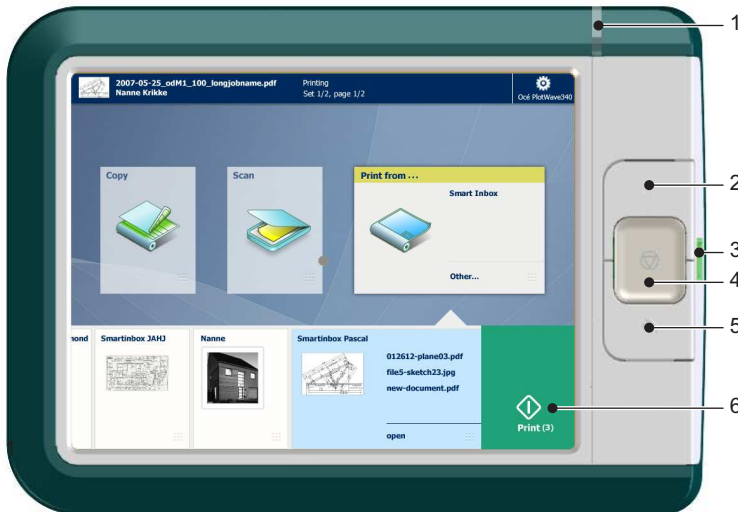 2007-05-25_odM1_100_longjobname.pdf
Nanne Krikke
Printing
Set 1/2, page 1/2
Océ PlotWave340
Copy
Scan
Print from ...
Smart Inbox
Other...
mond
Smartinbox JAHJ
Nanne
Smartinbox Pascal
012612-plane03.pdf
file5-sketch23.jpg
new-document.pdf
open
Print (3)
1
2
3
4
5
6